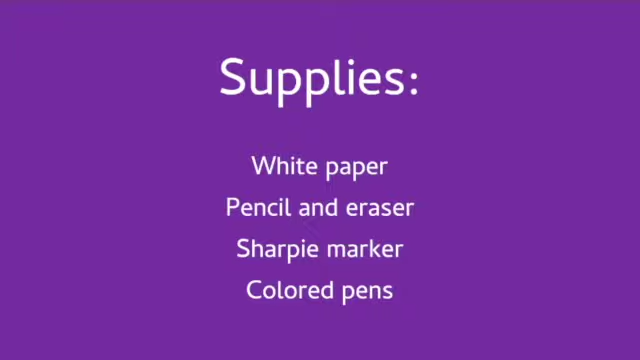 Supplies:
White paper
Pencil and eraser
Sharpie marker
Colored pens